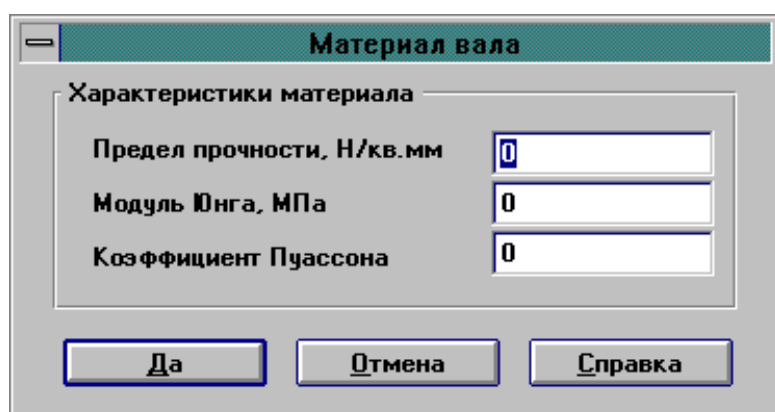 Материал вала
Характеристики материала
Предел прочности, Н/кв.мм 0
Модуль Юнга, МПа 0
Коэффициент Пуассона 0
Да Отмена Справка